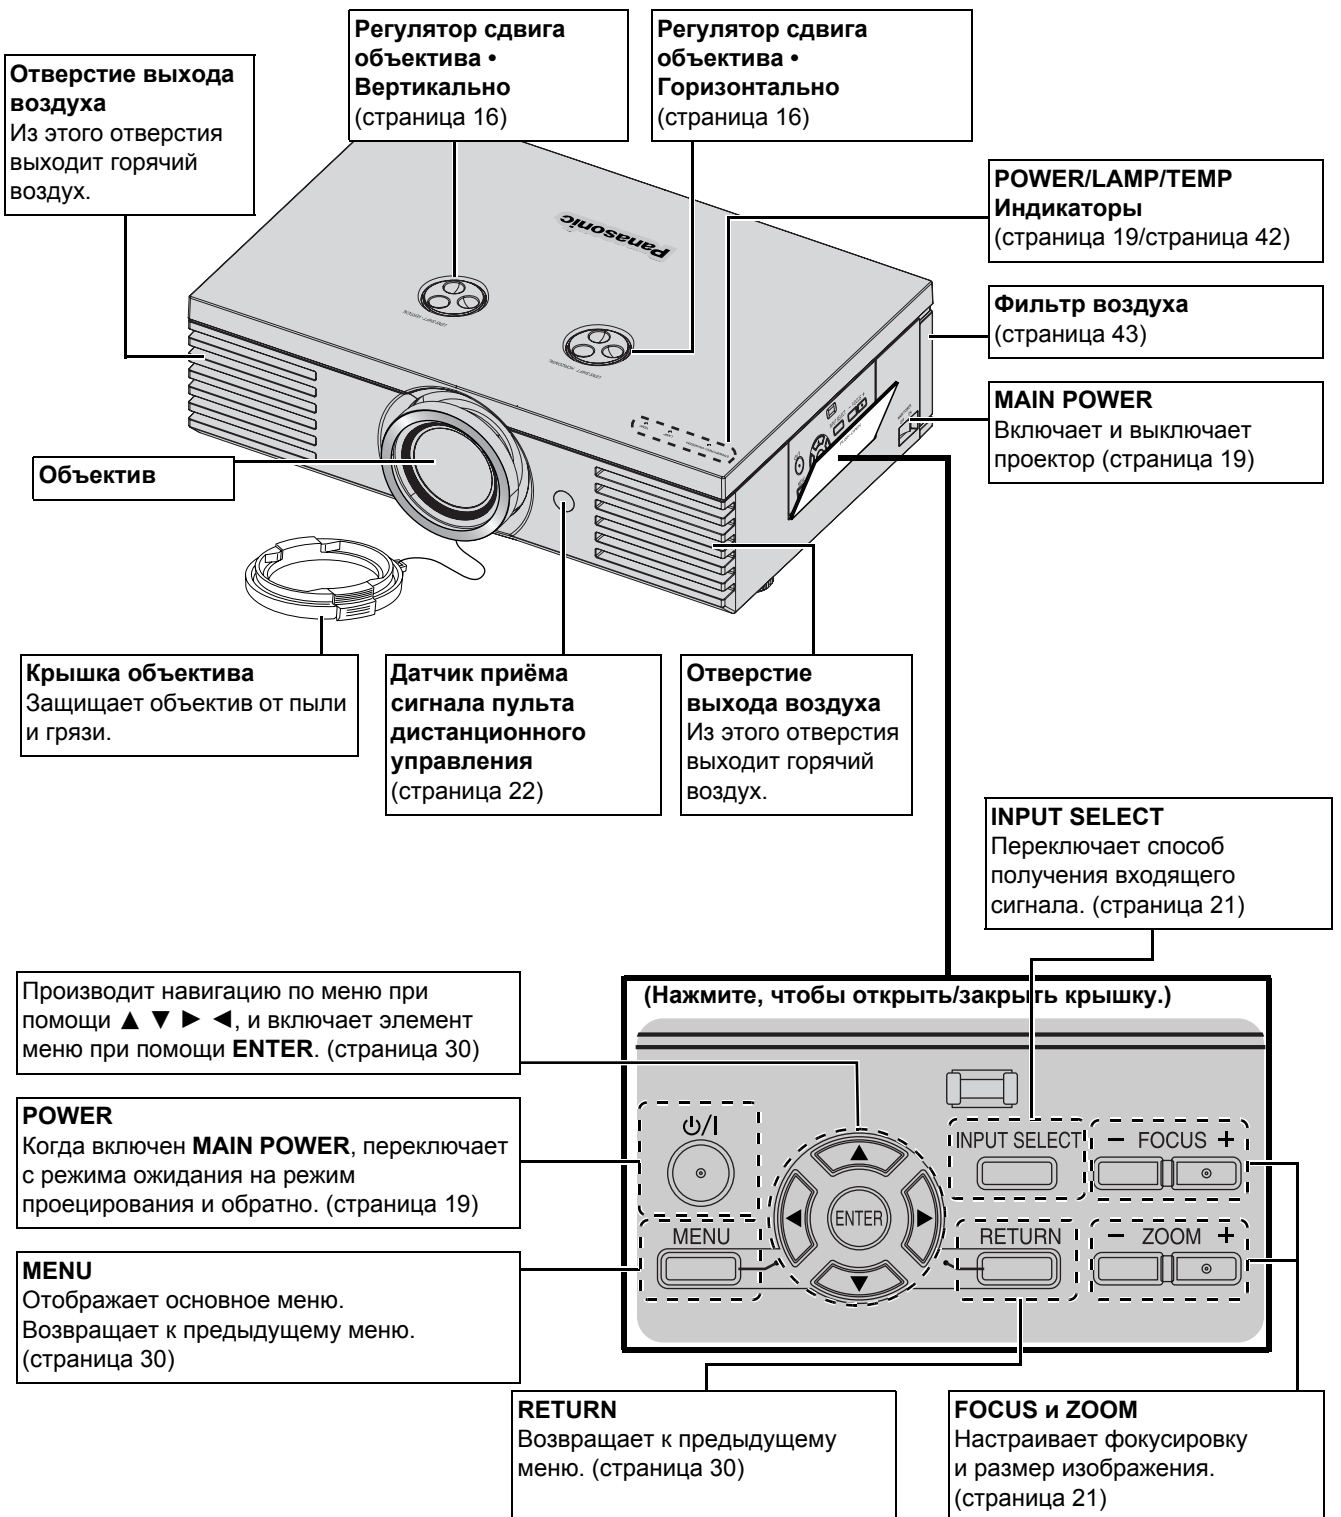 Регулятор сдвига
объектива •
Вертикально
(страница 16)
Регулятор сдвига
объектива •
Горизонтально
(страница 16)
Отверстие выхода
воздуха
Из этого отверстия
выходит горячий
воздух.
POWER/LAMP/TEMP
Индикаторы
(страница 19/страница 42)
Panasonic
Фильтр воздуха
(страница 43)
MAIN POWER
Включает и выключает
проектор (страница 19)
Объектив
Крышка объектива
Защищает объектив от пыли
и грязи.
Датчик приёма
сигнала пульта
дистанционного
управления
(страница 22)
Отверстие
выхода воздуха
Из этого отверстия
выходит горячий
воздух.
INPUT SELECT
Переключает способ
получения входящего
сигнала. (страница 21)
Производит навигацию по меню при
помощи ▲ ▼ ► ◄, и включает элемент
меню при помощи ENTER. (страница 30)
POWER
Когда включен MAIN POWER, переключает
с режима ожидания на режим
проецирования и обратно. (страница 19)
MENU
Отображает основное меню.
Возвращает к предыдущему меню.
(страница 30)
(Нажмите, чтобы открыть/закрыть крышку.)
⏻/I
INPUT SELECT
− FOCUS +
ENTER
MENU
RETURN
− ZOOM +
RETURN
Возвращает к предыдущему
меню. (страница 30)
FOCUS и ZOOM
Настраивает фокусировку
и размер изображения.
(страница 21)